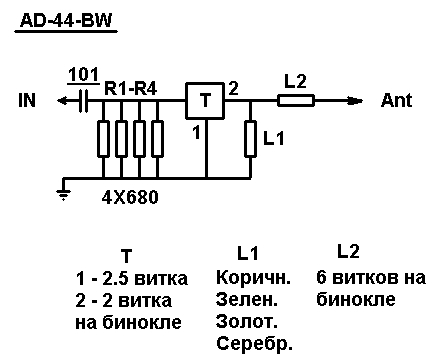 AD-44-BW
101
R1-R4
2
L2
IN
T
Ant
1
L1
4X680
T
1 - 2.5 витка
2 - 2 витка
на бинокле
L1
Коричн.
Зелен.
Золот.
Серебр.
L2
6 витков на
бинокле